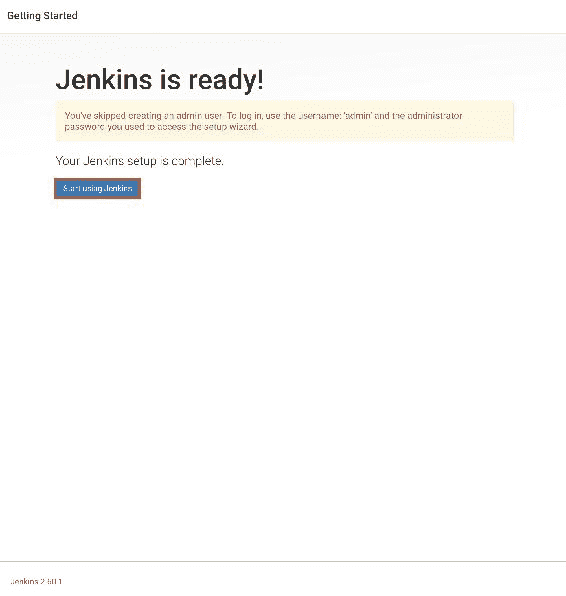 Getting Started
Jenkins is ready!
You've skipped creating an admin user. To log in, use the username: 'admin' and the administrator
password you used to access the setup wizard.
Your Jenkins setup is complete.
Start using Jenkins
Jenkins 2.60.1